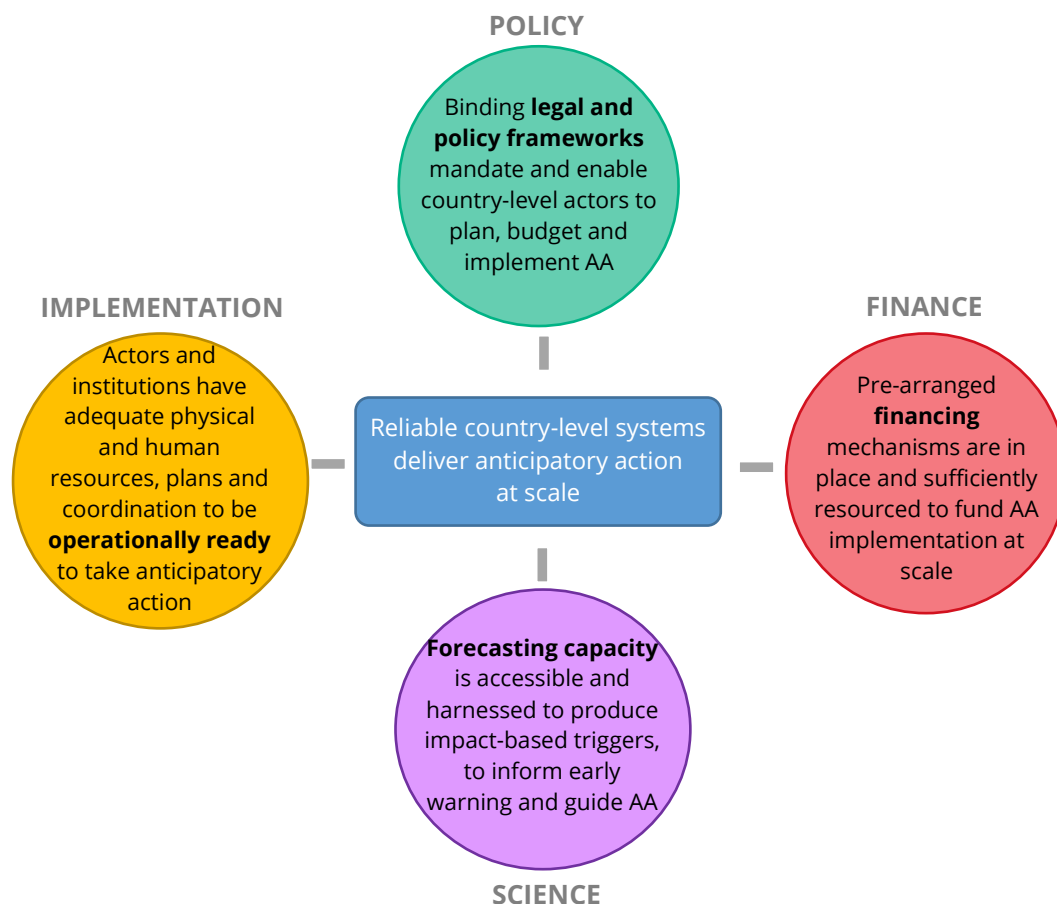 POLICY
Binding legal and
policy frameworks
mandate and enable
country-level actors to
plan, budget and
implement AA
IMPLEMENTATION
Actors and
institutions have
adequate physical
and human
resources, plans and
coordination to be
operationally ready
to take anticipatory
action
Reliable country-level systems
deliver anticipatory action
at scale
FINANCE
Pre-arranged
financing
mechanisms are in
place and sufficiently
resourced to fund AA
implementation at
scale
Forecasting capacity
is accessible and
harnessed to produce
impact-based triggers,
to inform early
warning and guide AA
SCIENCE